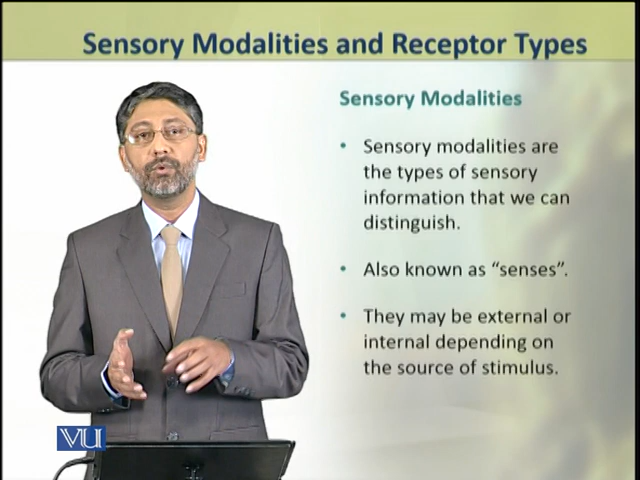 Sensory Modalities and Receptor Types
Sensory Modalities
• Sensory modalities are
the types of sensory
information that we can
distinguish.
• Also known as “senses”.
• They may be external or
internal depending on
the source of stimulus.
VU